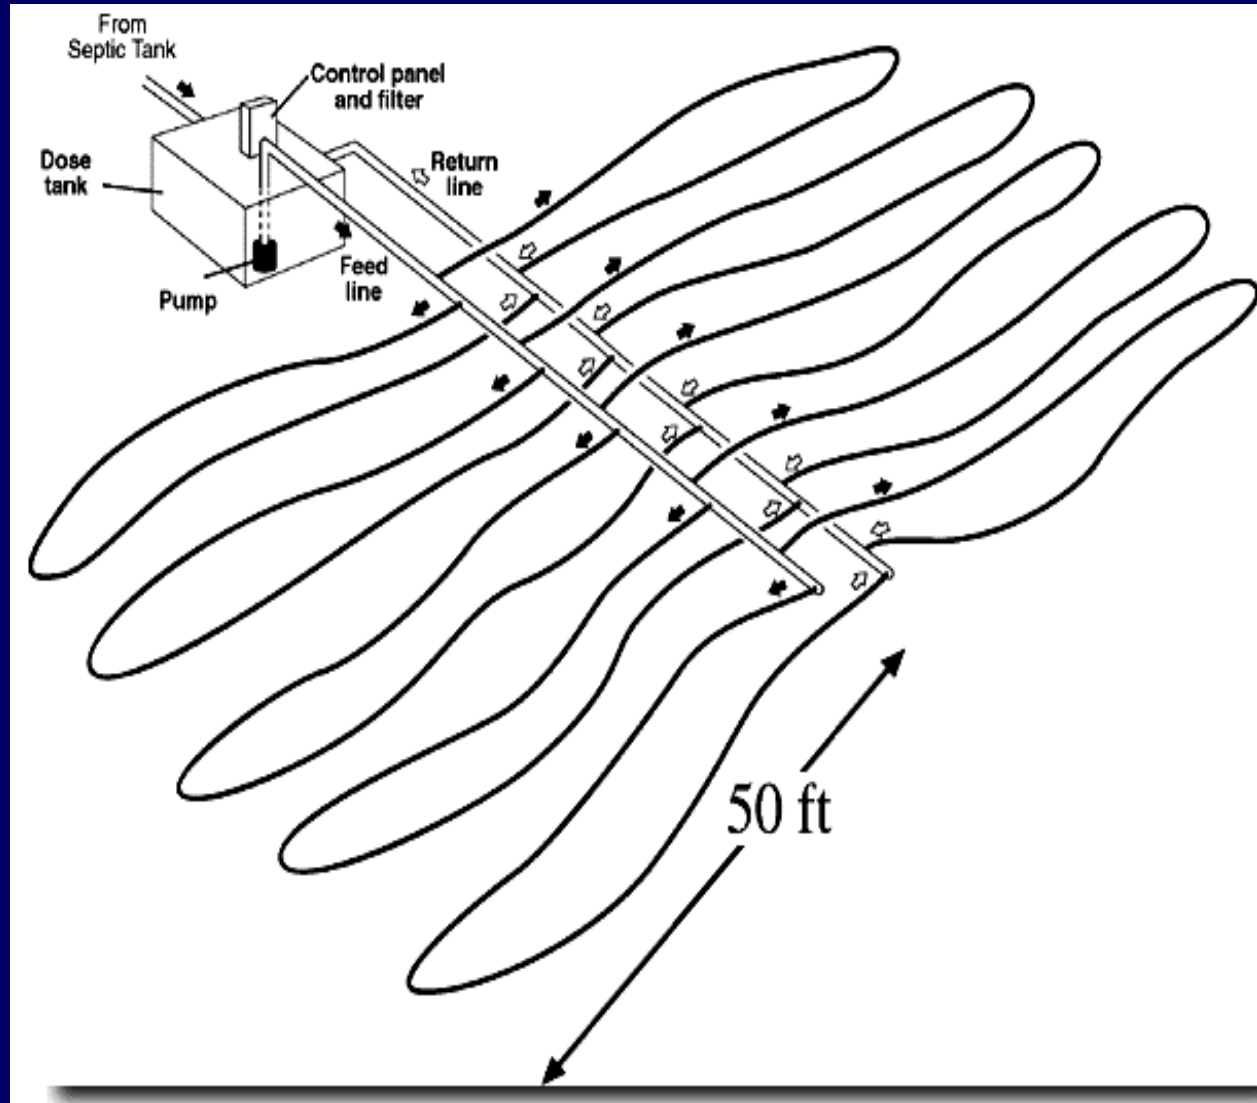 From
Septic Tank
Control panel
and filter
Dose
tank
Return
line
Feed
line
Pump
50 ft